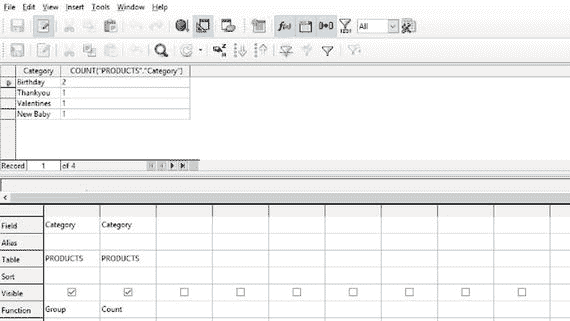 File Edit View Insert Tools Window Help
All
Category COUNT("PRODUCTS"."Category")
Birthday 2
Thankyou 1
Valentines 1
New Baby 1
Record 1 of 4
Field Category Category
Alias
Table PRODUCTS PRODUCTS
Sort
Visible
Function Group Count